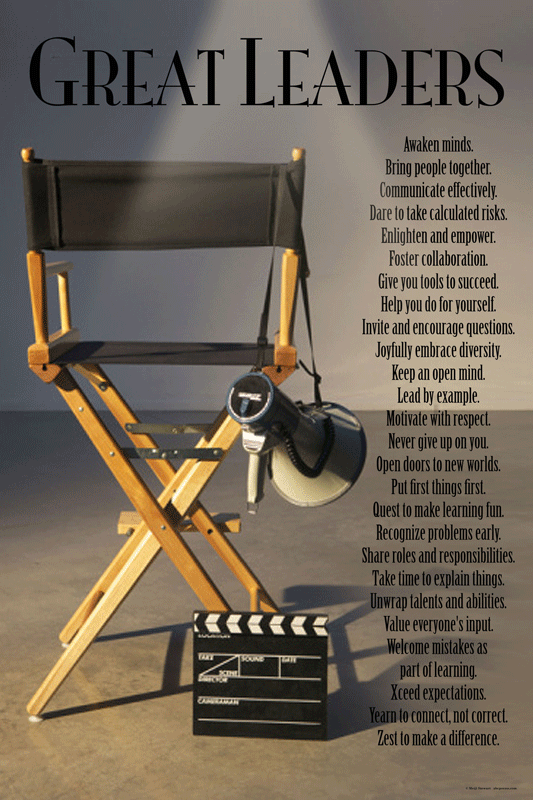 GREAT LEADERS
Awaken minds.
Bring people together.
Communicate effectively.
Dare to take calculated risks.
Enlighten and empower.
Foster collaboration.
Give you tools to succeed.
Help you do for yourself.
Invite and encourage questions.
Joyfully embrace diversity.
Keep an open mind.
Lead by example.
Motivate with respect.
Never give up on you.
Open doors to new worlds.
Put first things first.
Quest to make learning fun.
Recognize problems early.
Share roles and responsibilities.
Take time to explain things.
Unwrap talents and abilities.
Value everyone's input.
Welcome mistakes as
part of learning.
Xceed expectations.
Yearn to connect, not correct.
Zest to make a difference.
LOCATION
TAKE SOUND DATE
SCENE
DIRECTOR
CAMERAMAN